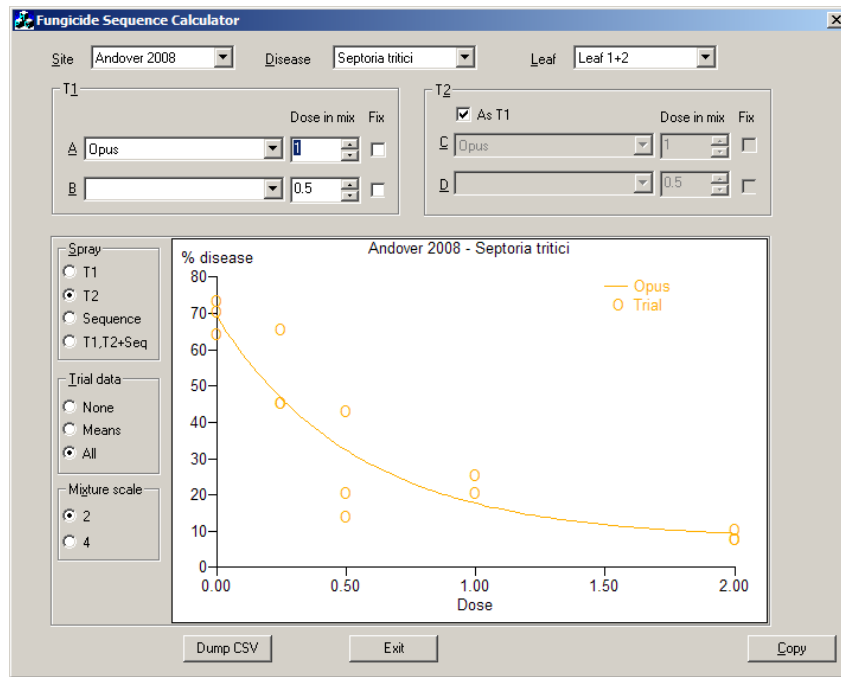 Fungicide Sequence Calculator
Site Andover 2008 Disease Septoria tritici Leaf Leaf 1+2
T1
Dose in mix Fix
A Opus 1
B 0.5
T2
As T1 Dose in mix Fix
C Opus 1
D 0.5
Spray
T1
T2
Sequence
T1,T2+Seq
Trial data
None
Means
All
Mixture scale
2
4
Andover 2008 - Septoria tritici
% disease
80
70
60
50
40
30
20
10
0
0.00 0.50 1.00 1.50 2.00
Dose
Opus
Trial
Dump CSV Exit Copy